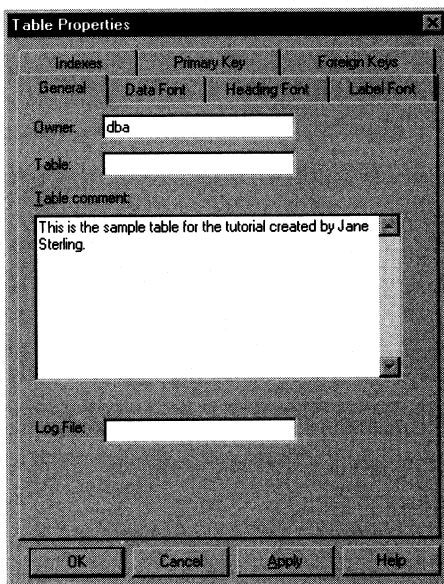 Table Properties
Indexes Primary Key Foreign Keys
General Data Font Heading Font Label Font
Owner: dba
Table:
Table comment:
This is the sample table for the tutorial created by Jane
Sterling.
Log File:
OK Cancel Apply Help